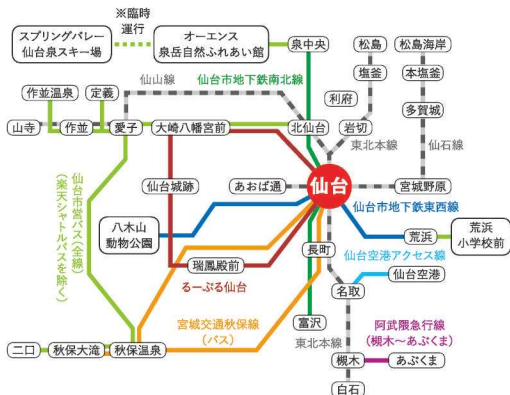 スプリングバレー
仙台泉スキー場
※臨時
運行
オーエンス
泉岳自然ふれあい館
泉中央
松島
松島海岸
塩釜
本塩釜
利府
多賀城
岩切
仙山線
仙台市地下鉄南北線
作並温泉
定義
山寺
作並
愛子
大崎八幡宮前
北仙台
東北本線
仙石線
仙台城跡
あおば通
仙台
宮城野原
仙台市営バス(全線)
(楽天シャトルバスを除く)
八木山
動物公園
仙台市地下鉄東西線
荒浜
荒浜
小学校前
長町
瑞鳳殿前
るーぷる仙台
仙台空港アクセス線
仙台空港
名取
宮城交通秋保線
(バス)
富沢
東北本線
阿武隈急行線
(槻木〜あぶくま)
二口
秋保大滝
秋保温泉
槻木
あぶくま
白石